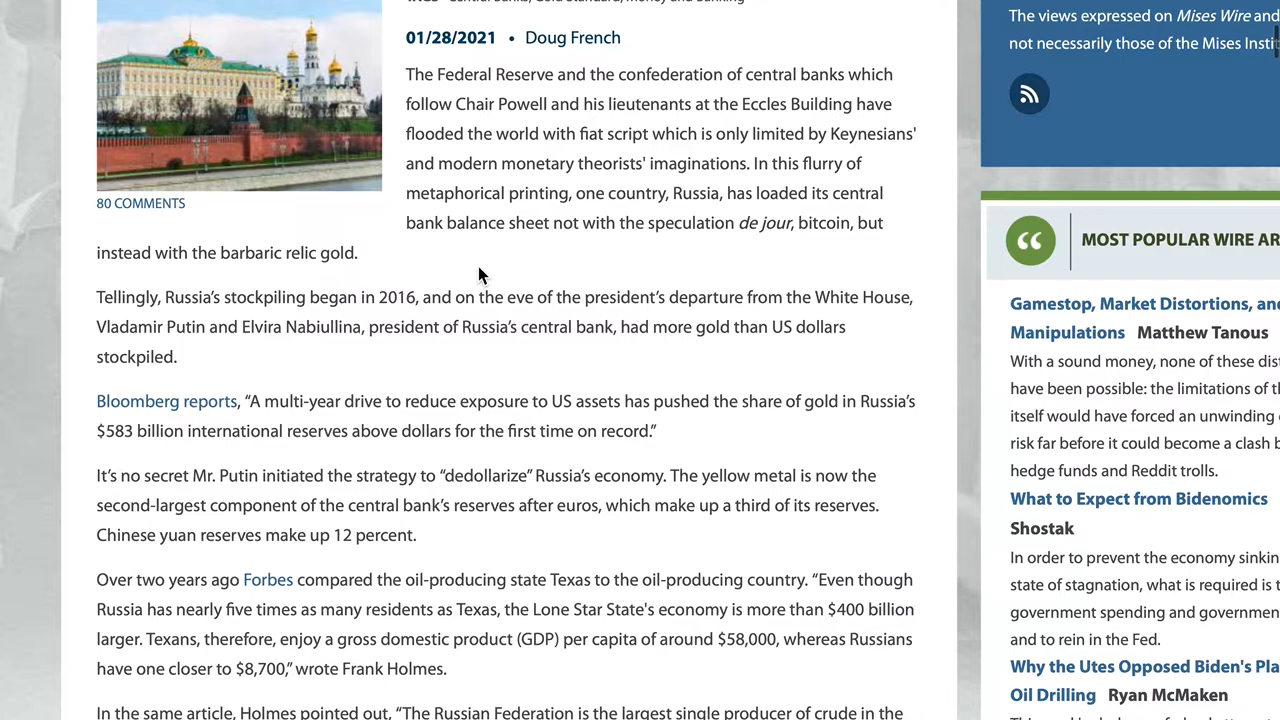 01/28/2021 • Doug French
The Federal Reserve and the confederation of central banks which
follow Chair Powell and his lieutenants at the Eccles Building have
flooded the world with fiat script which is only limited by Keynesians'
and modern monetary theorists' imaginations. In this flurry of
metaphorical printing, one country, Russia, has loaded its central
bank balance sheet not with the speculation de jour, bitcoin, but
80 COMMENTS
instead with the barbaric relic gold.
Tellingly, Russia's stockpiling began in 2016, and on the eve of the president's departure from the White House,
Vladamir Putin and Elvira Nabiullina, president of Russia's central bank, had more gold than US dollars
stockpiled.
Bloomberg reports, “A multi-year drive to reduce exposure to US assets has pushed the share of gold in Russia's
$583 billion international reserves above dollars for the first time on record.”
It's no secret Mr. Putin initiated the strategy to “dedollarize” Russia's economy. The yellow metal is now the
second-largest component of the central bank's reserves after euros, which make up a third of its reserves.
Chinese yuan reserves make up 12 percent.
Over two years ago Forbes compared the oil-producing state Texas to the oil-producing country. “Even though
Russia has nearly five times as many residents as Texas, the Lone Star State's economy is more than $400 billion
larger. Texans, therefore, enjoy a gross domestic product (GDP) per capita of around $58,000, whereas Russians
have one closer to $8,700,” wrote Frank Holmes.
In the same article, Holmes pointed out, “The Russian Federation is the largest single producer of crude in the
The views expressed on Mises Wire and
not necessarily those of the Mises Insti
MOST POPULAR WIRE AR
Gamestop, Market Distortions, and
Manipulations Matthew Tanous
With a sound money, none of these dist
have been possible: the limitations of th
itself would have forced an unwinding o
risk far before it could become a clash b
hedge funds and Reddit trolls.
What to Expect from Bidenomics
Shostak
In order to prevent the economy sinkin
state of stagnation, what is required is t
government spending and governmen
and to rein in the Fed.
Why the Utes Opposed Biden's Pla
Oil Drilling Ryan McMaken